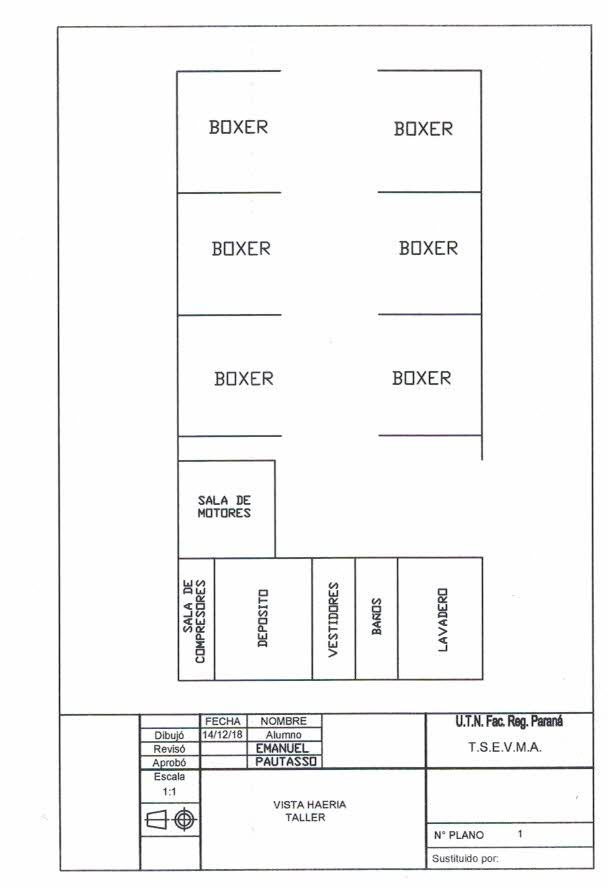 BOXER
BOXER
BOXER
BOXER
BOXER
BOXER
SALA DE
MOTORES
SALA DE
COMPRESORES
DEPOSITO
VESTIDORES
BAÑOS
LAVADERO
FECHA NOMBRE
Dibujó 14/12/18 Alumno
Revisó EMANUEL
Aprobó PAUTASSO
Escala
1:1
VISTA HAERIA
TALLER
U.T.N. Fac. Reg. Paraná
T.S.E.V.M.A.
N° PLANO 1
Sustituido por: